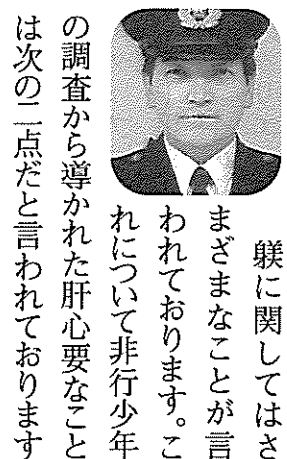 躾に関してはさ
まざまなことが言
われております。こ
れについて非行少年
の調査から導かれた肝心要なこと
は次の二点だと言われております